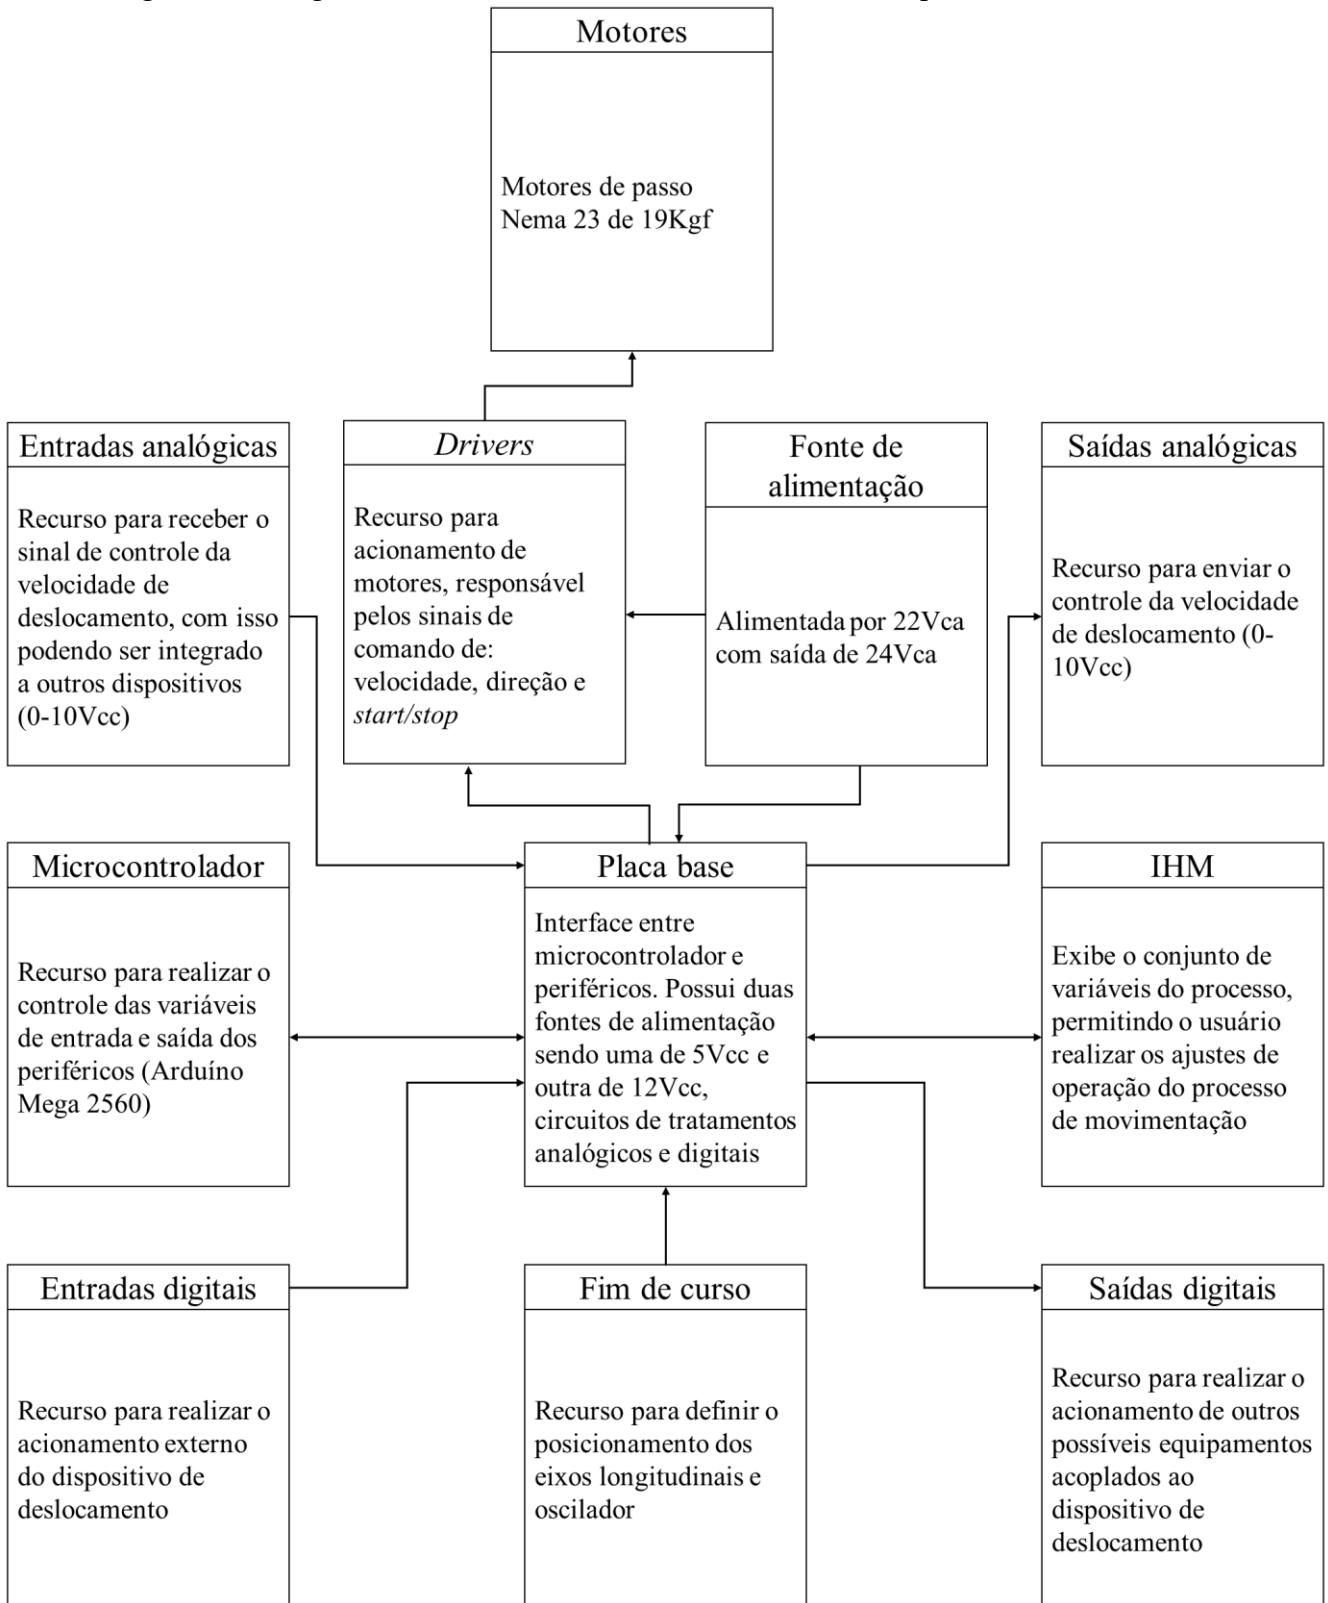 Motores
Motores de passo
Nema 23 de 19Kgf
Entradas analógicas
Recurso para receber o
sinal de controle da
velocidade de
deslocamento, com isso
podendo ser integrado
a outros dispositivos
(0-10Vcc)
Drivers
Recurso para
acionamento de
motores, responsável
pelos sinais de
comando de:
velocidade, direção e
start/stop
Fonte de
alimentação
Alimentada por 22Vca
com saída de 24Vca
Saídas analógicas
Recurso para enviar o
controle da velocidade
de deslocamento (0-
10Vcc)
Microcontrolador
Recurso para realizar o
controle das variáveis
de entrada e saída dos
periféricos (Arduíno
Mega 2560)
Placa base
Interface entre
microcontrolador e
periféricos. Possui duas
fontes de alimentação
sendo uma de 5Vcc e
outra de 12Vcc,
circuitos de tratamentos
analógicos e digitais
IHM
Exibe o conjunto de
variáveis do processo,
permitindo o usuário
realizar os ajustes de
operação do processo
de movimentação
Entradas digitais
Recurso para realizar o
acionamento externo
do dispositivo de
deslocamento
Fim de curso
Recurso para definir o
posicionamento dos
eixos longitudinais e
oscilador
Saídas digitais
Recurso para realizar o
acionamento de outros
possíveis equipamentos
acoplados ao
dispositivo de
deslocamento